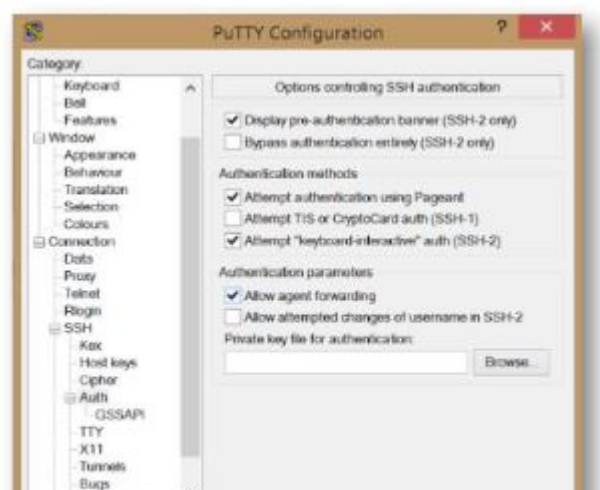 PuTTY Configuration
?
Category:
Keyboard
Bell
Features
Window
Appearance
Behaviour
Translation
Selection
Colours
Connection
Data
Proxy
Telnet
Rlogin
SSH
Kex
Host keys
Cipher
Auth
GSSAPI
TTY
X11
Tunnels
Bugs
Options controlling SSH authentication
Display pre-authentication banner (SSH-2 only)
Bypass authentication entirely (SSH-2 only)
Authentication methods
Attempt authentication using Pageant
Attempt TIS or CryptoCard auth (SSH-1)
Attempt "keyboard-interactive" auth (SSH-2)
Authentication parameters
Allow agent forwarding
Allow attempted changes of username in SSH-2
Private key file for authentication:
Browse...